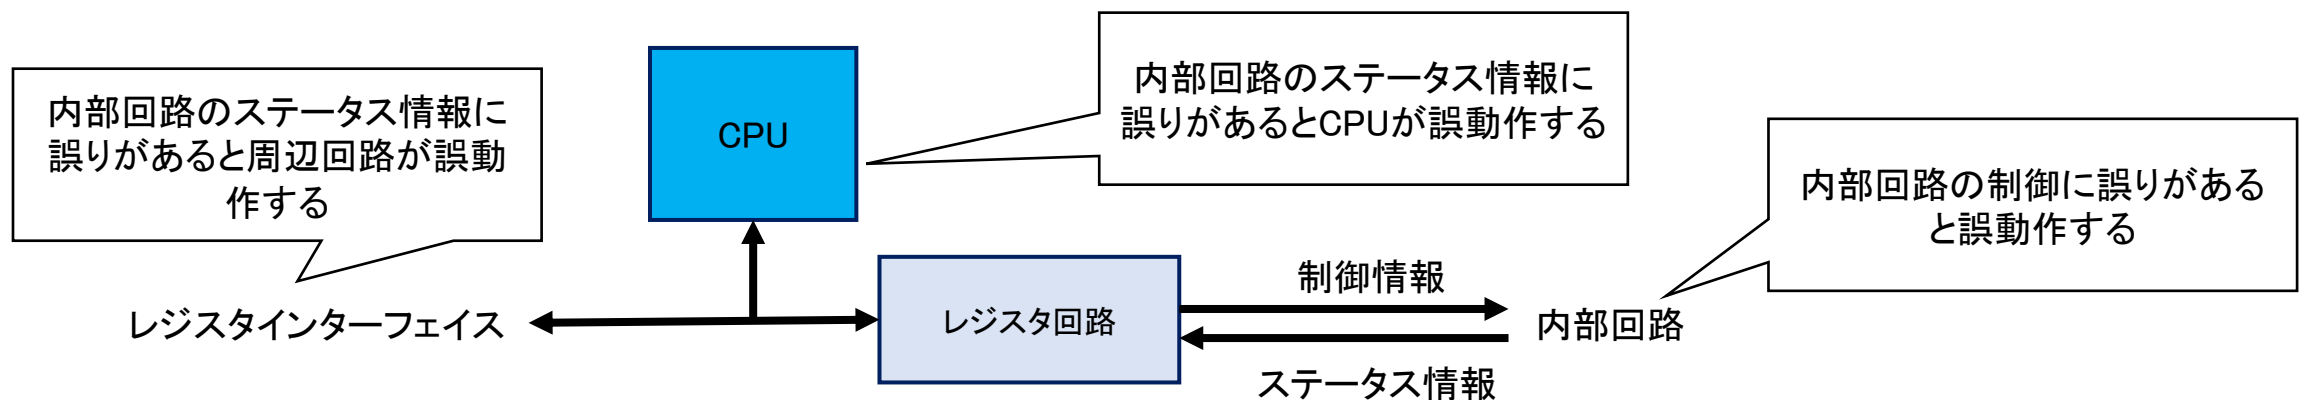 内部回路のステータス情報に
誤りがあると周辺回路が誤動
作する
CPU
内部回路のステータス情報に
誤りがあるとCPUが誤動作する
内部回路の制御に誤りがある
と誤動作する
レジスタインターフェイス
レジスタ回路
制御情報
ステータス情報
内部回路